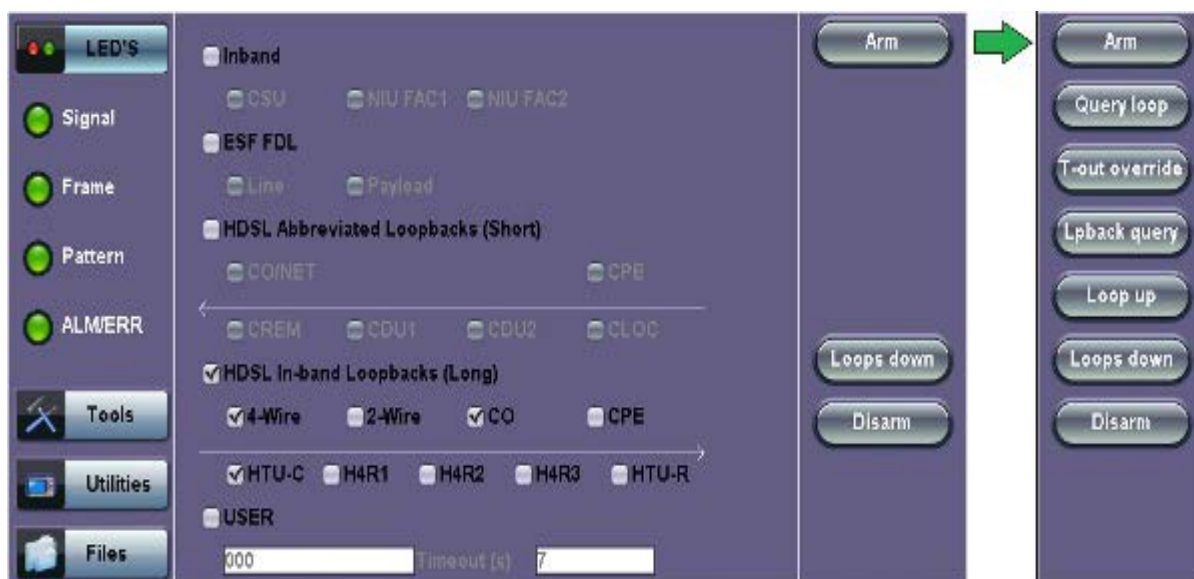 LED'S
Signal
Frame
Pattern
ALM/ERR
Tools
Utilities
Files
Inband
CSU NIU FAC1 NIU FAC2
ESF FDL
Line Payload
HDSL Abbreviated Loopbacks (Short)
CO/NET CPE
CREM CDU1 CDU2 CLOC
HDSL In-band Loopbacks (Long)
4-Wire 2-Wire CO CPE
HTU-C H4R1 H4R2 H4R3 HTU-R
USER
000 Timeout (s) 7
Arm
Loops down
Disarm
Arm
Query loop
T-out override
Lpback query
Loop up
Loops down
Disarm